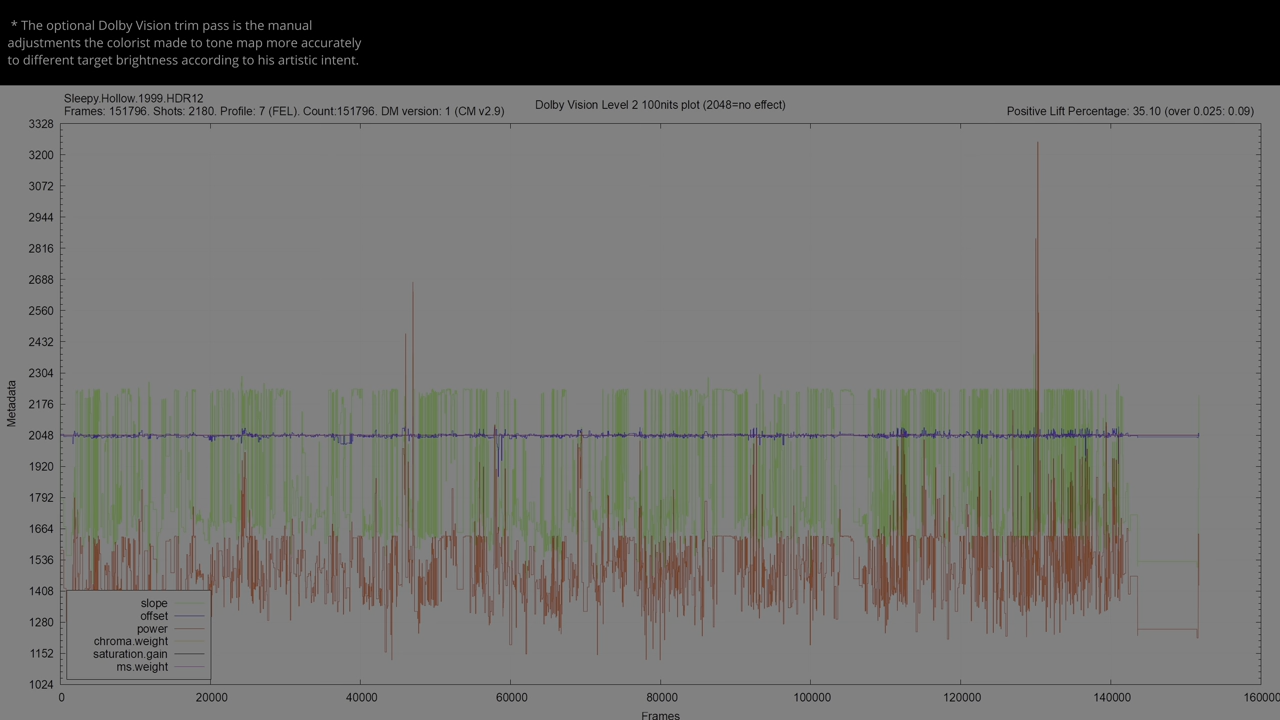 * The optional Dolby Vision trim pass is the manual
adjustments the colorist made to tone map more accurately
to different target brightness according to his artistic intent.
Sleepy.Hollow.1999.HDR12
Frames: 151796. Shots: 2180. Profile: 7 (FEL). Count:151796. DM version: 1 (CM v2.9)
Dolby Vision Level 2 100nits plot (2048=no effect)
Positive Lift Percentage: 35.10 (over 0.025: 0.09)
3328
3200
3072
2944
2816
2688
2560
2432
2304
2176
2048
1920
1792
1664
1536
1408
1280
1152
1024
Metadata
slope
offset
power
chroma.weight
saturation.gain
ms.weight
0
20000
40000
60000
80000
100000
120000
140000
160000
Frames